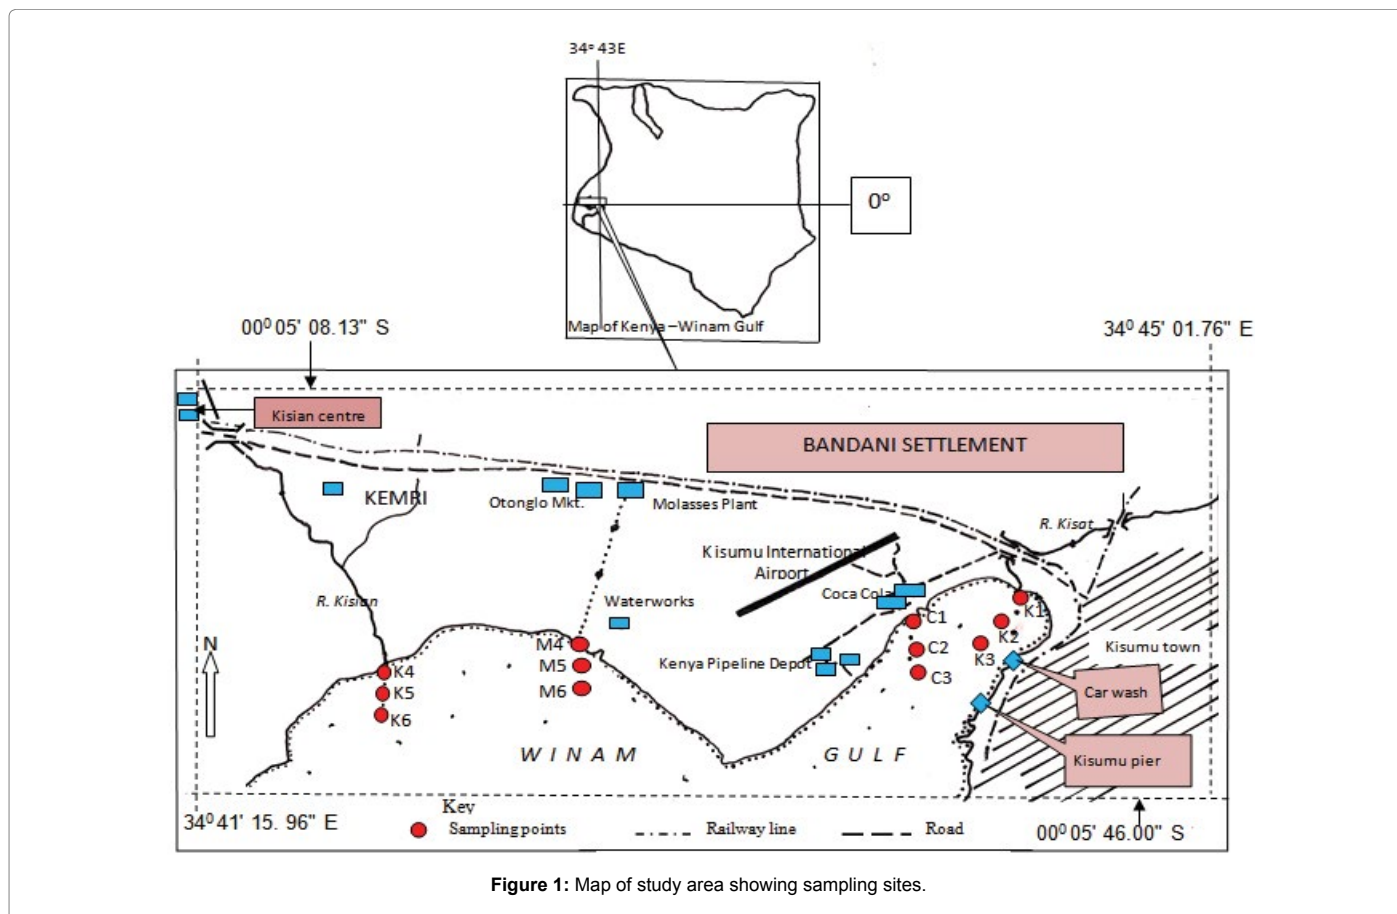 34° 43E
0°
Map of Kenya –Winam Gulf
00⁰ 05' 08.13" S
34⁰ 45' 01.76" E
Kisian centre
BANDANI SETTLEMENT
KEMRI
Otonglo Mkt.
Molasses Plant
R. Kisat
Kisumu International
Airport
Coca Cola
R. Kisian
Waterworks
C1
K1
K2
M4
C2
K3
Kisumu town
N
Kenya Pipeline Depot
M5
K4
C3
M6
K5
Car wash
K6
WINAM GULF
Kisumu pier
34⁰ 41' 15. 96" E
Key
Sampling points
Railway line
Road
00⁰ 05' 46.00" S
Figure 1: Map of study area showing sampling sites.